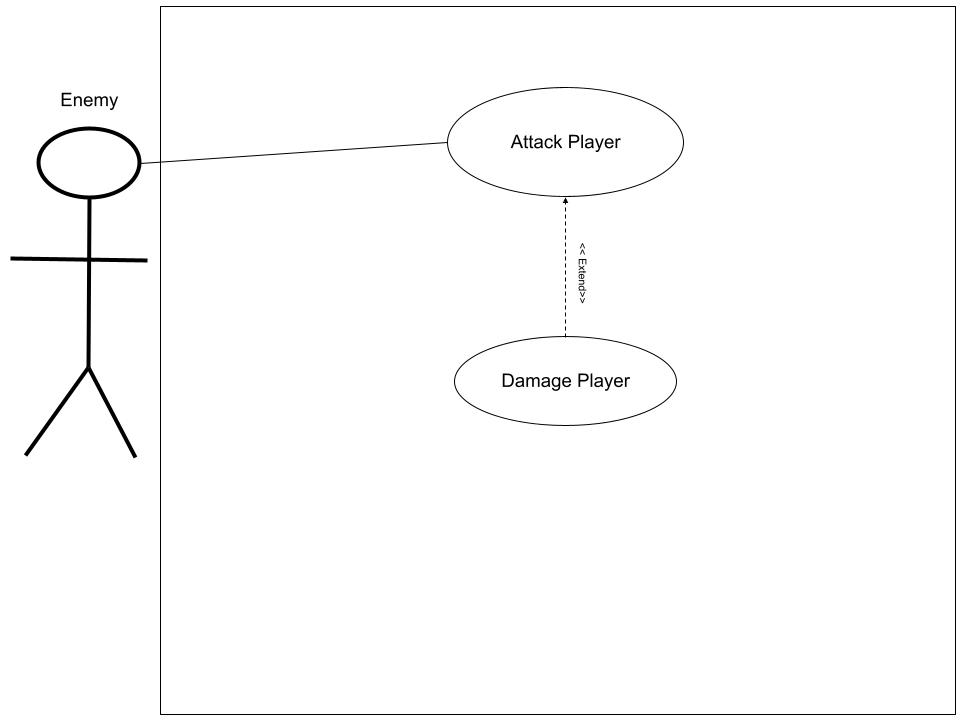 Enemy
Attack Player
<< Extend>>
Damage Player